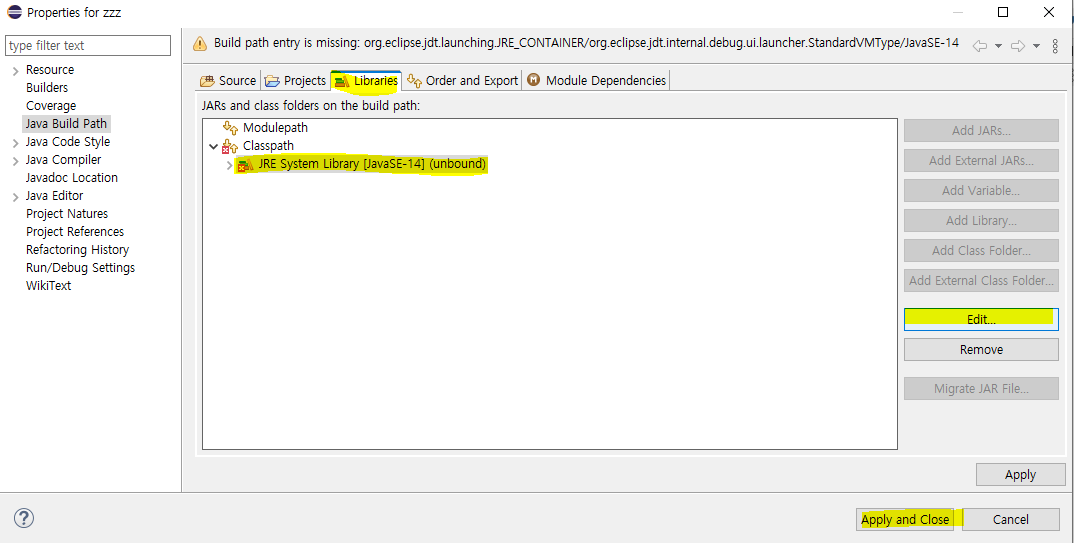 Properties for zzz
type filter text
Resource
Builders
Coverage
Java Build Path
Java Code Style
Java Compiler
Javadoc Location
Java Editor
Project Natures
Project References
Refactoring History
Run/Debug Settings
WikiText
Build path entry is missing: org.eclipse.jdt.launching.JRE_CONTAINER/org.eclipse.jdt.internal.debug.ui.launcher.StandardVMType/JavaSE-14
Source Projects Libraries Order and Export Module Dependencies
JARs and class folders on the build path:
Modulepath
Classpath
JRE System Library [JavaSE-14] (unbound)
Add JARs...
Add External JARs...
Add Variable...
Add Library...
Add Class Folder...
Add External Class Folder...
Edit...
Remove
Migrate JAR File...
Apply
Apply and Close Cancel